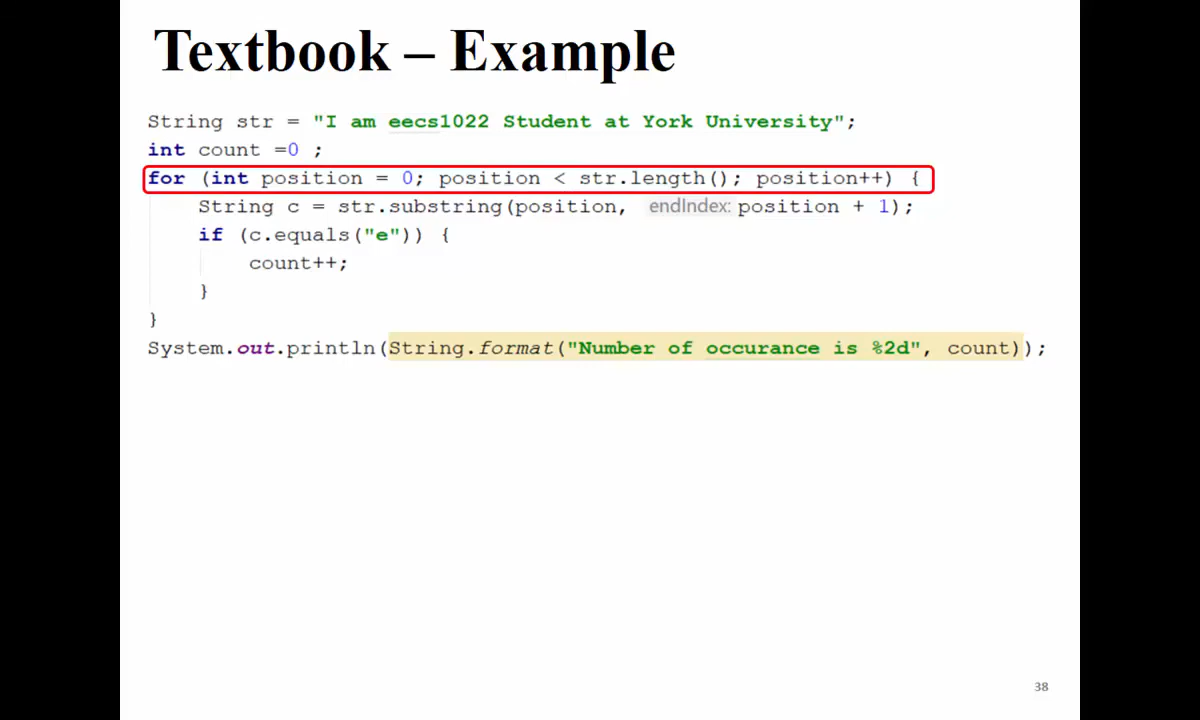 Textbook – Example
String str = "I am eecs1022 Student at York University";
int count =0 ;
for (int position = 0; position < str.length(); position++) {
String c = str.substring(position, endIndex: position + 1);
if (c.equals("e")) {
count++;
}
}
System.out.println(String.format("Number of occurance is %2d", count));
38